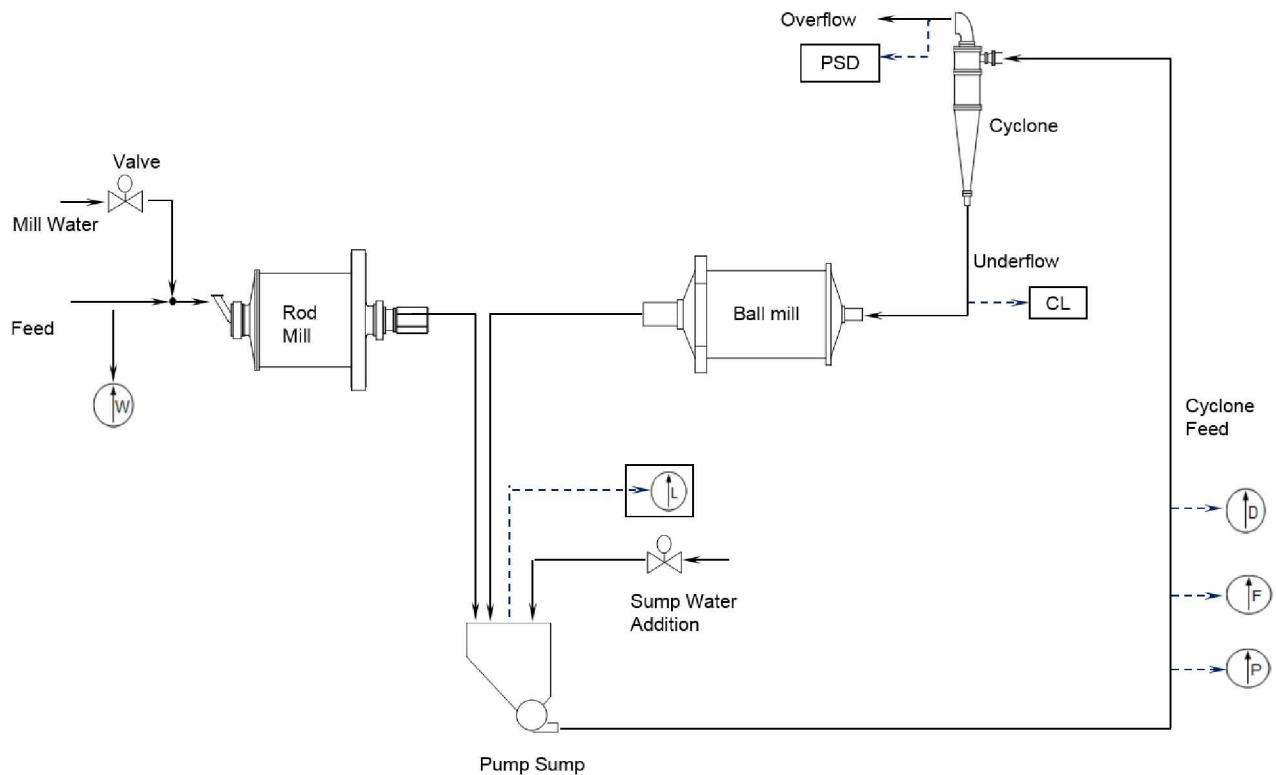 Overflow
PSD
Cyclone
Valve
Mill Water
Underflow
CL
Feed
Rod
Mill
Ball mill
W
Cyclone
Feed
L
D
Sump Water
Addition
F
P
Pump Sump